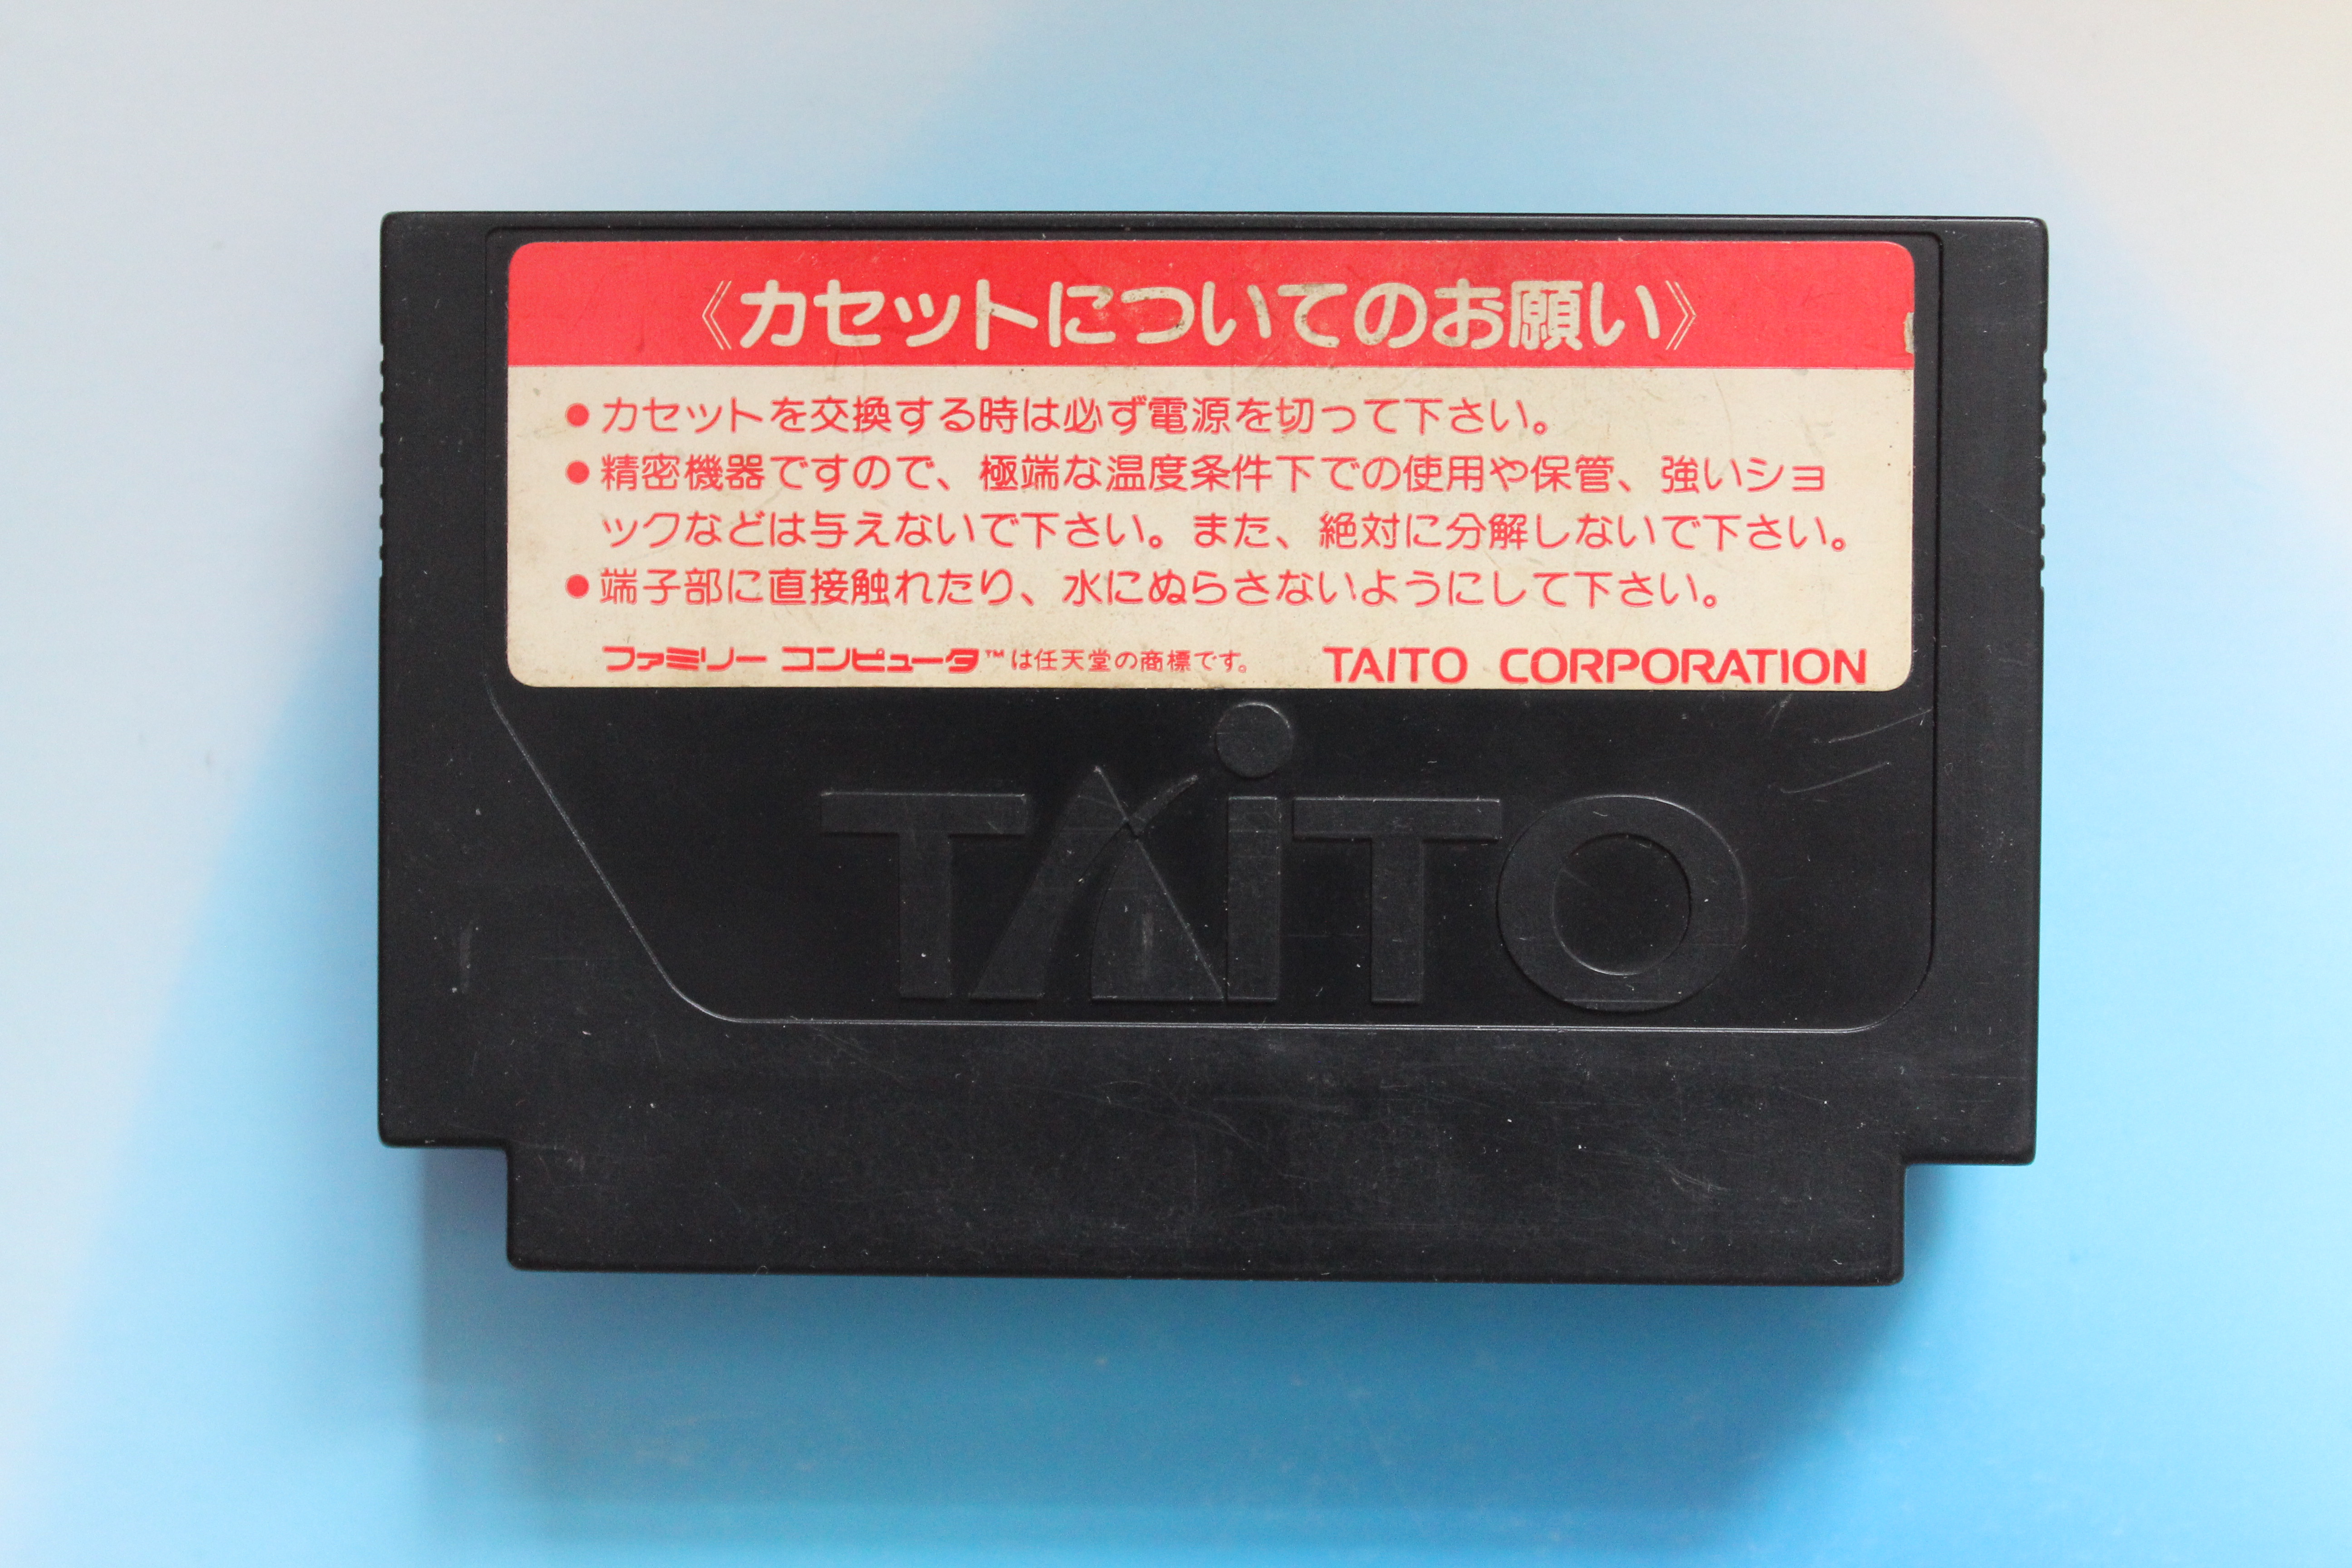 《カセットについてのお願い》
●カセットを交換する時は必ず電源を切って下さい。
●精密機器ですので、極端な温度条件下での使用や保管、強いショ
ックなどは与えないで下さい。また、絶対に分解しないで下さい。
●端子部に直接触れたり、水にぬらさないようにして下さい。
ファミリー コンピュータ™は任天堂の商標です。 TAITO CORPORATION
TAiTO